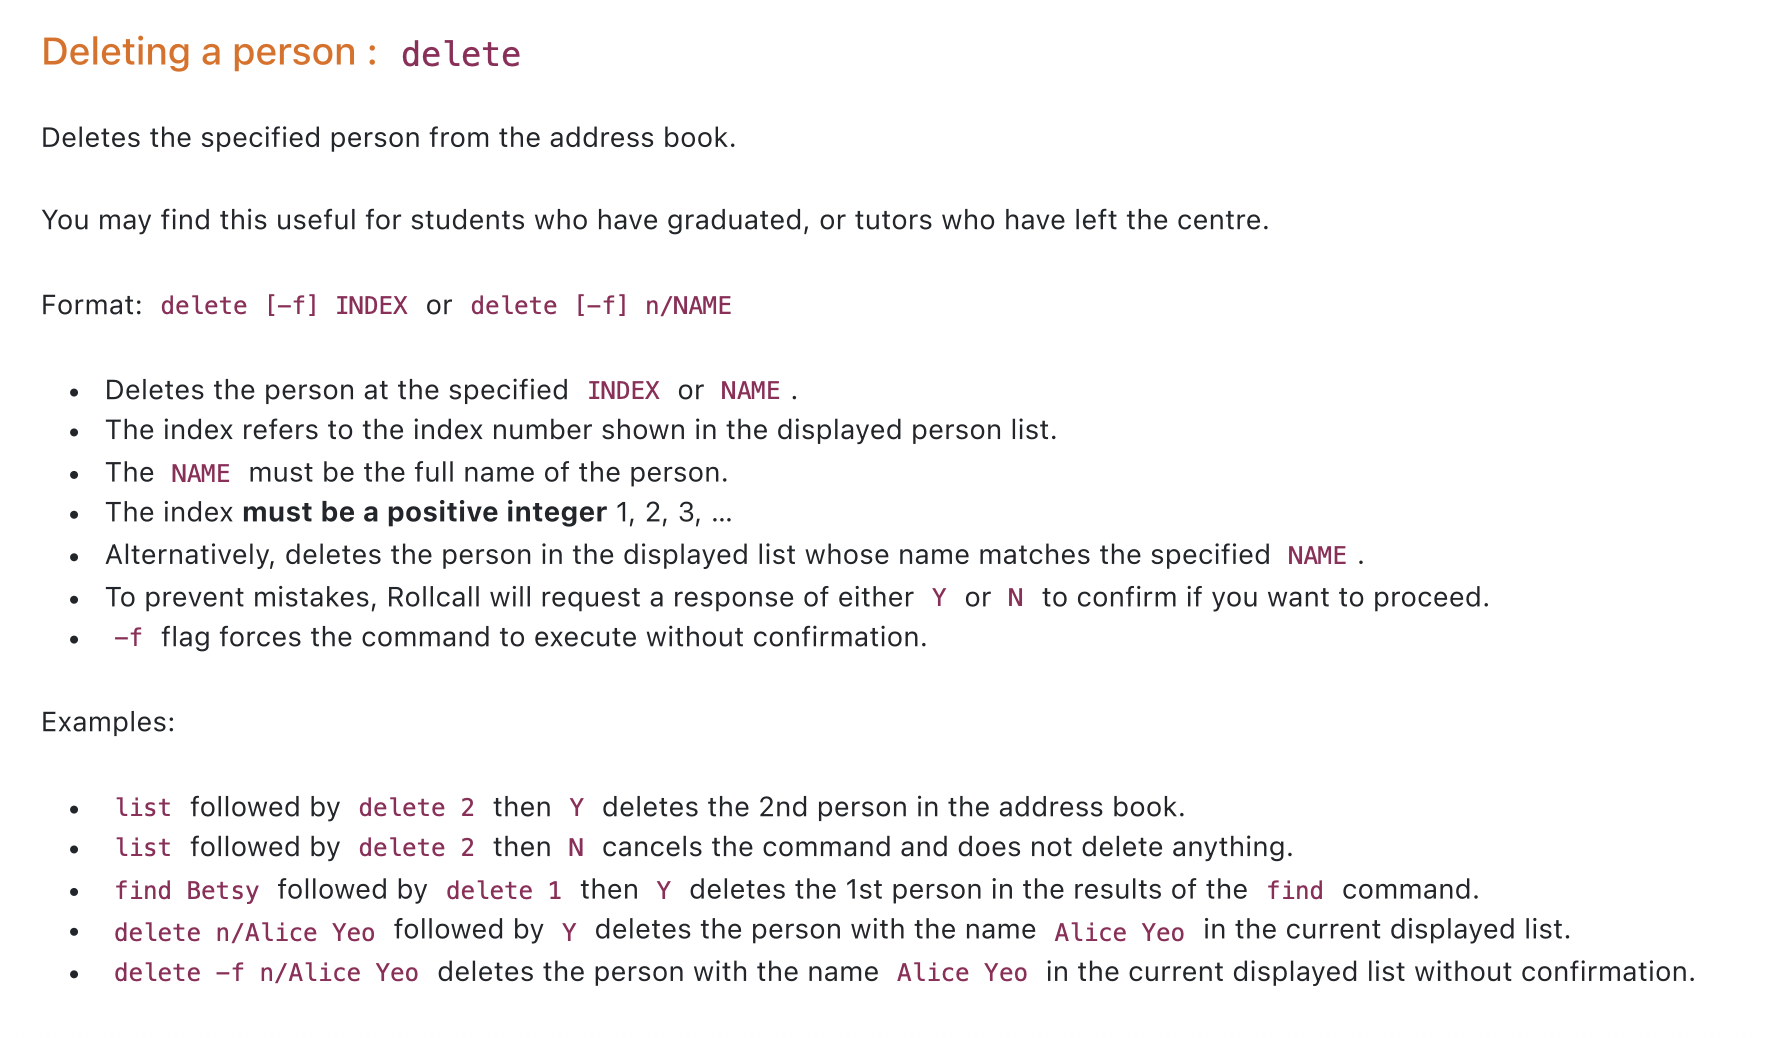 Deleting a person : delete
Deletes the specified person from the address book.
You may find this useful for students who have graduated, or tutors who have left the centre.
Format: delete [-f] INDEX or delete [-f] n/NAME
• Deletes the person at the specified INDEX or NAME .
• The index refers to the index number shown in the displayed person list.
• The NAME must be the full name of the person.
• The index must be a positive integer 1, 2, 3, …
• Alternatively, deletes the person in the displayed list whose name matches the specified NAME .
• To prevent mistakes, Rollcall will request a response of either Y or N to confirm if you want to proceed.
• -f flag forces the command to execute without confirmation.
Examples:
• list followed by delete 2 then Y deletes the 2nd person in the address book.
• list followed by delete 2 then N cancels the command and does not delete anything.
• find Betsy followed by delete 1 then Y deletes the 1st person in the results of the find command.
• delete n/Alice Yeo followed by Y deletes the person with the name Alice Yeo in the current displayed list.
• delete -f n/Alice Yeo deletes the person with the name Alice Yeo in the current displayed list without confirmation.